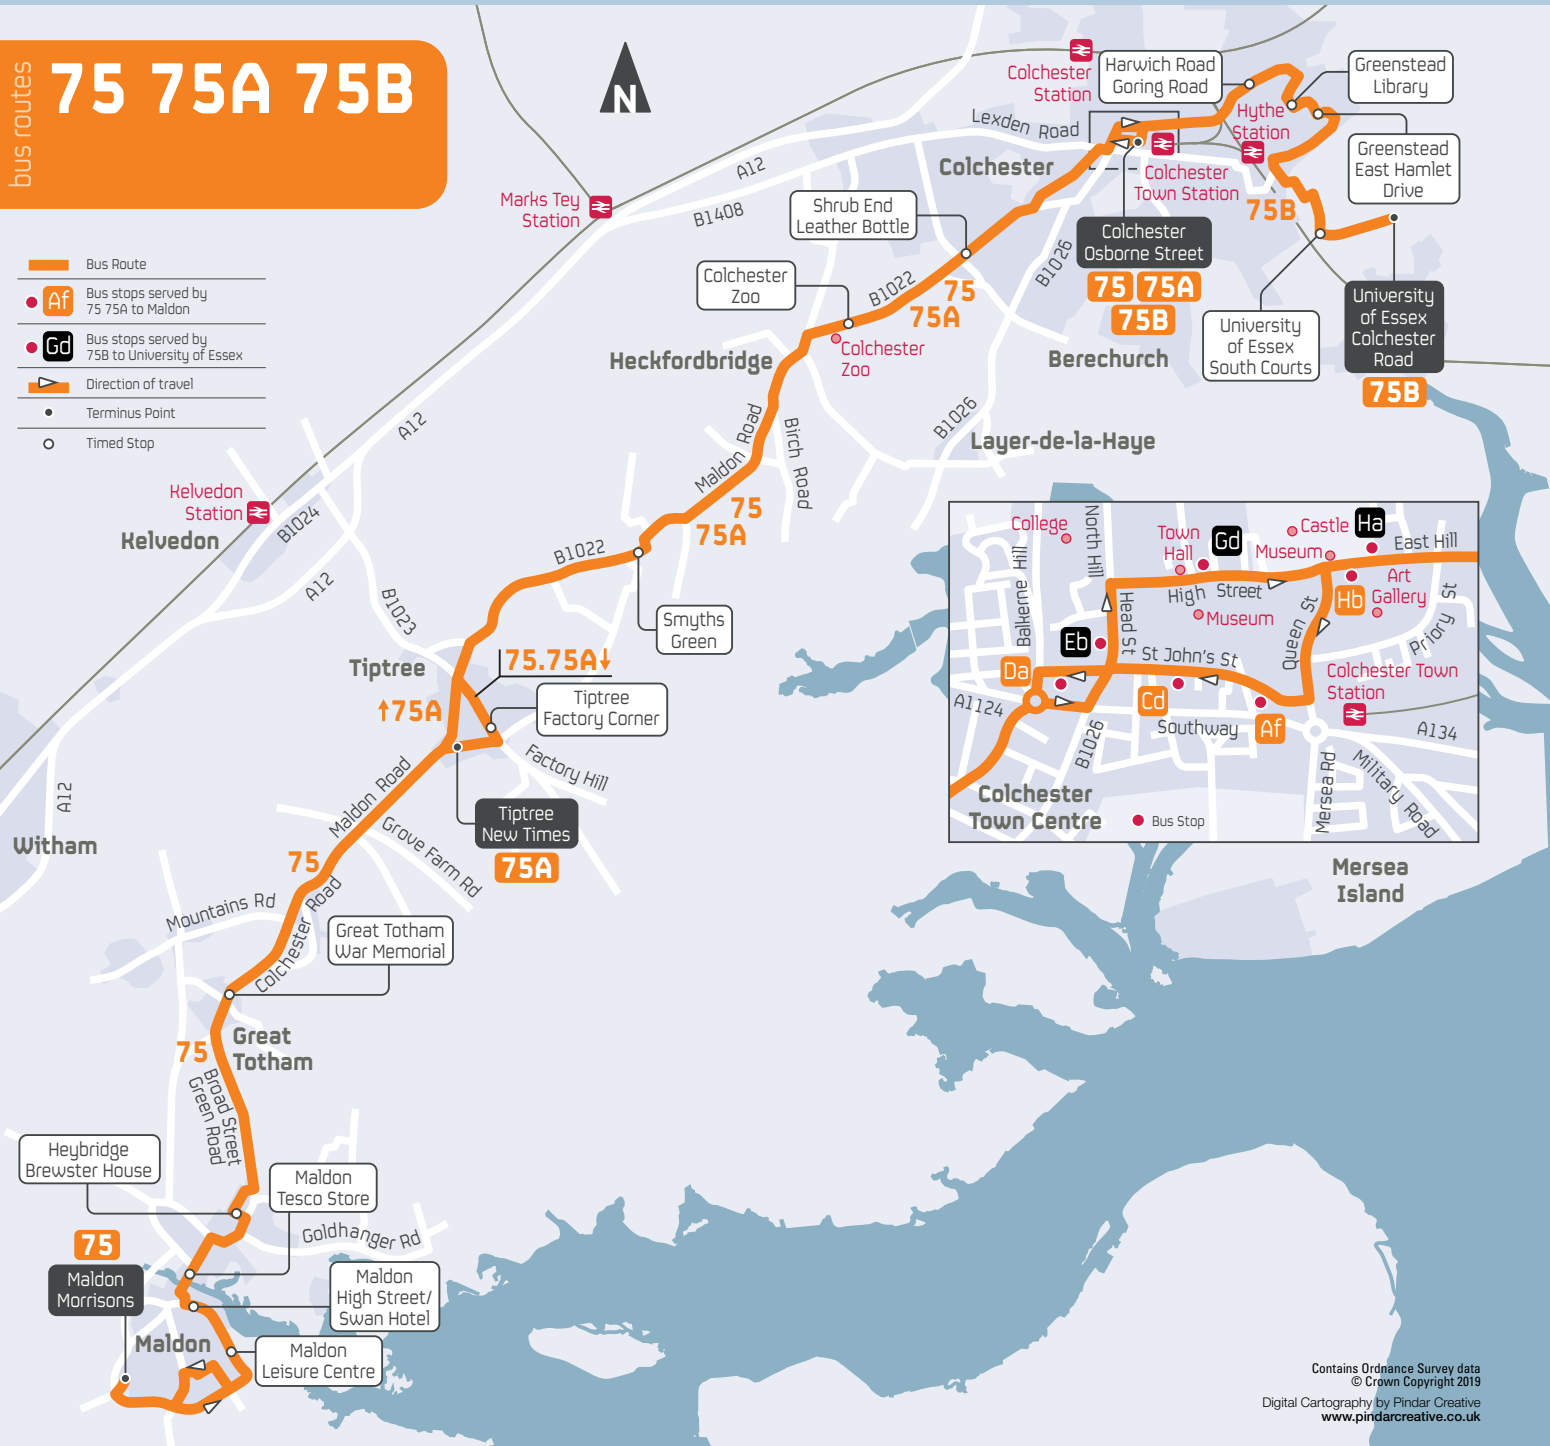 bus routes
75 75A 75B
N
Bus Route
Af
Bus stops served by
75 75A to Maldon
Gd
Bus stops served by
75B to University of Essex
Direction of travel
Terminus Point
Timed Stop
Colchester
Station
Harwich Road
Goring Road
Greenstead
Library
Hythe
Station
Lexden Road
Greenstead
East Hamlet
Drive
A12
Colchester
Colchester
Town Station
Marks Tey
Station
B1408
Shrub End
Leather Bottle
75B
Colchester
Osborne Street
75 75A
75B
B1026
Colchester
Zoo
B1022
75
75A
University
of Essex
South Courts
University
of Essex
Colchester
Road
75B
Heckfordbridge
Colchester
Zoo
Berechurch
A12
Maldon Road
Birch Road
B1026
Layer-de-la-Haye
Kelvedon
Station
Kelvedon
B1024
75
75A
B1022
A12
B1023
Smyths
Green
Tiptree
75.75A
75A
Tiptree
Factory Corner
Factory Hill
Maldon Road
A12
Witham
Tiptree
New Times
75A
Grove Farm Rd
75
Mountains Rd
Colchester Road
Great Totham
War Memorial
Great
Totham
75
Broad Street
Green Road
Heybridge
Brewster House
Maldon
Tesco Store
Goldhanger Rd
75
Maldon
Morrisons
Maldon
High Street/
Swan Hotel
Maldon
Maldon
Leisure Centre
College
North Hill
Town
Hall
Gd
Castle
Ha
Museum
East Hill
Balkerne Hill
Head St
High Street
Museum
Hb
Art
Gallery
Queen St
Priory St
Eb
St John's St
Da
Colchester Town
Station
A1124
Cd
Southway
Af
A134
B1026
Mersea Rd
Military Road
Colchester
Town Centre
Bus Stop
Mersea
Island
Contains Ordnance Survey data
© Crown Copyright 2019
Digital Cartography by Pindar Creative
www.pindarcreative.co.uk